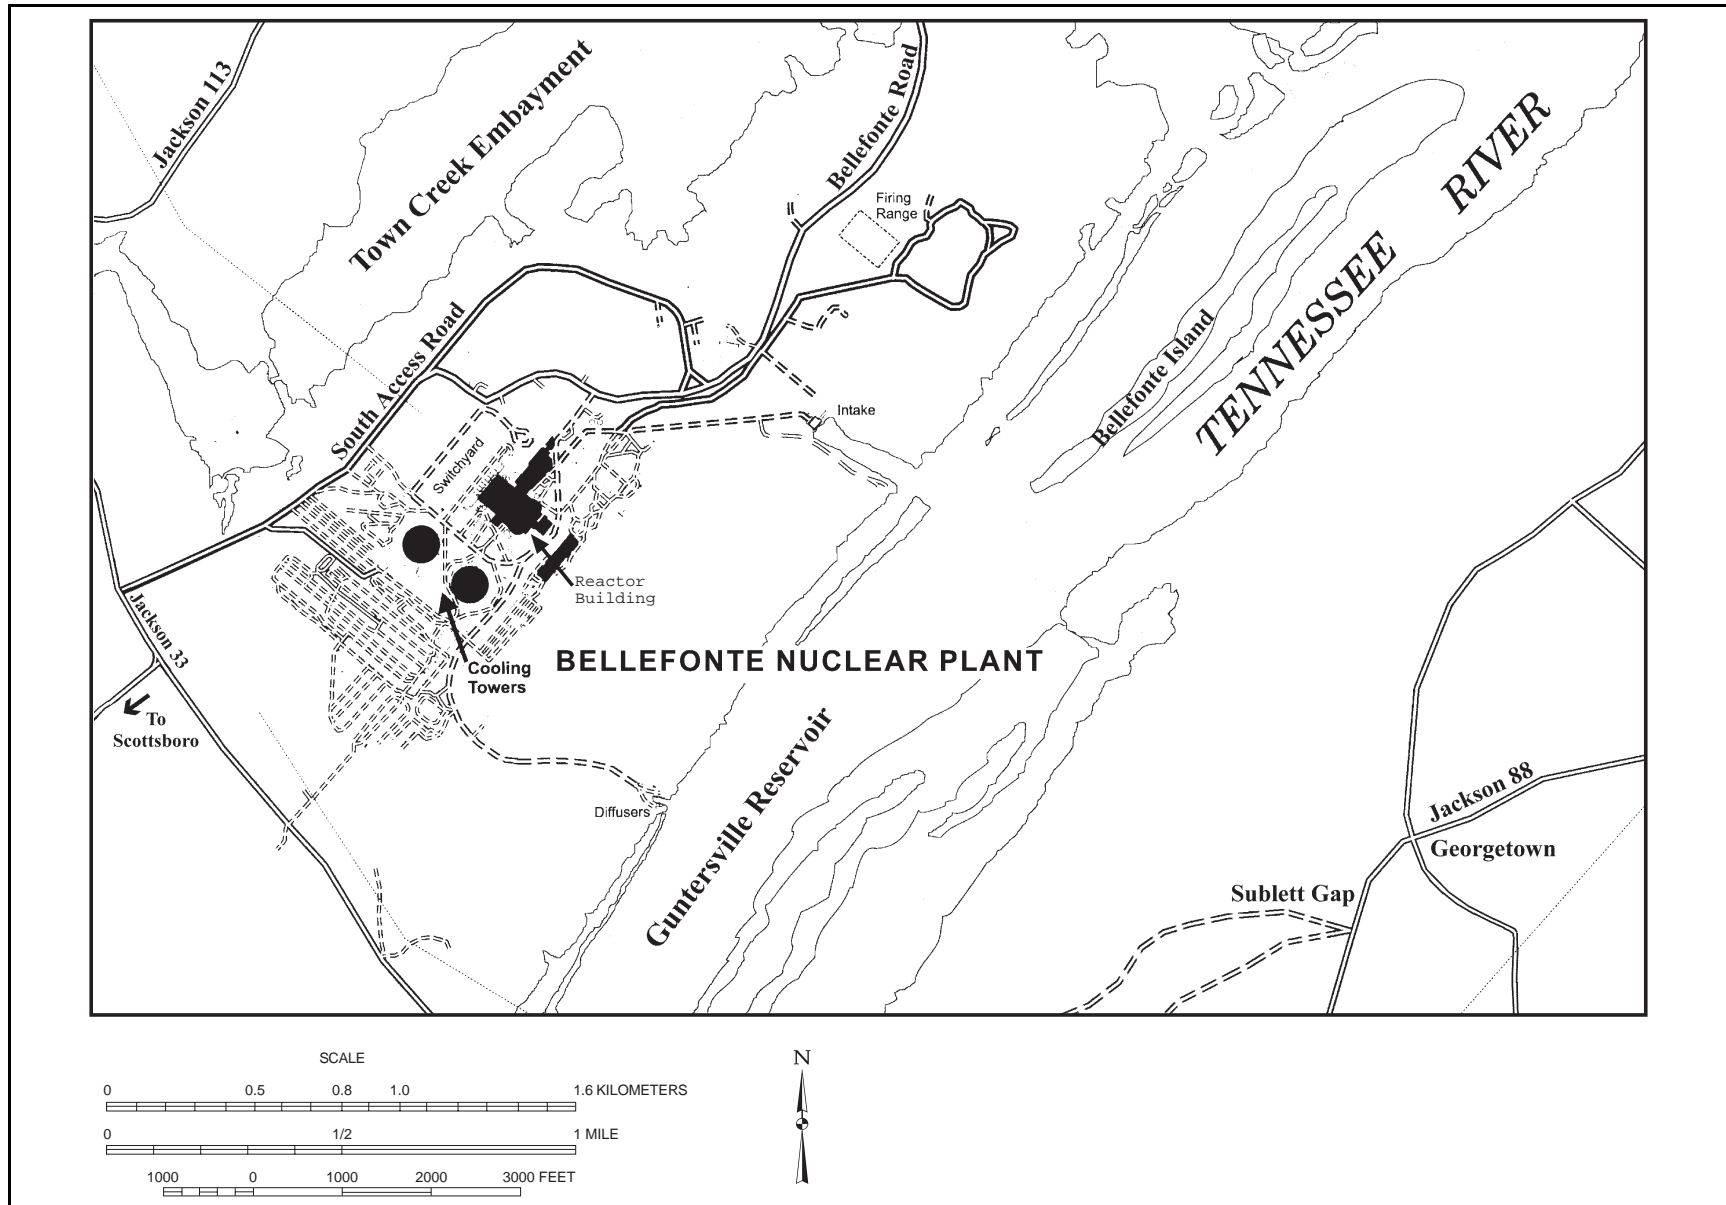 Jackson 113
Town Creek Embayment
Bellefonte Road
Firing
Range
TENNESSEE RIVER
Bellefonte Island
South Access Road
Intake
Switchyard
Reactor
Building
Jackson 33
Cooling
Towers
BELLEFONTE NUCLEAR PLANT
To
Scottsboro
Guntersville Reservoir
Diffusers
Jackson 88
Georgetown
Sublett Gap
SCALE
0 0.5 0.8 1.0 1.6 KILOMETERS
0 1/2 1 MILE
1000 0 1000 2000 3000 FEET
N